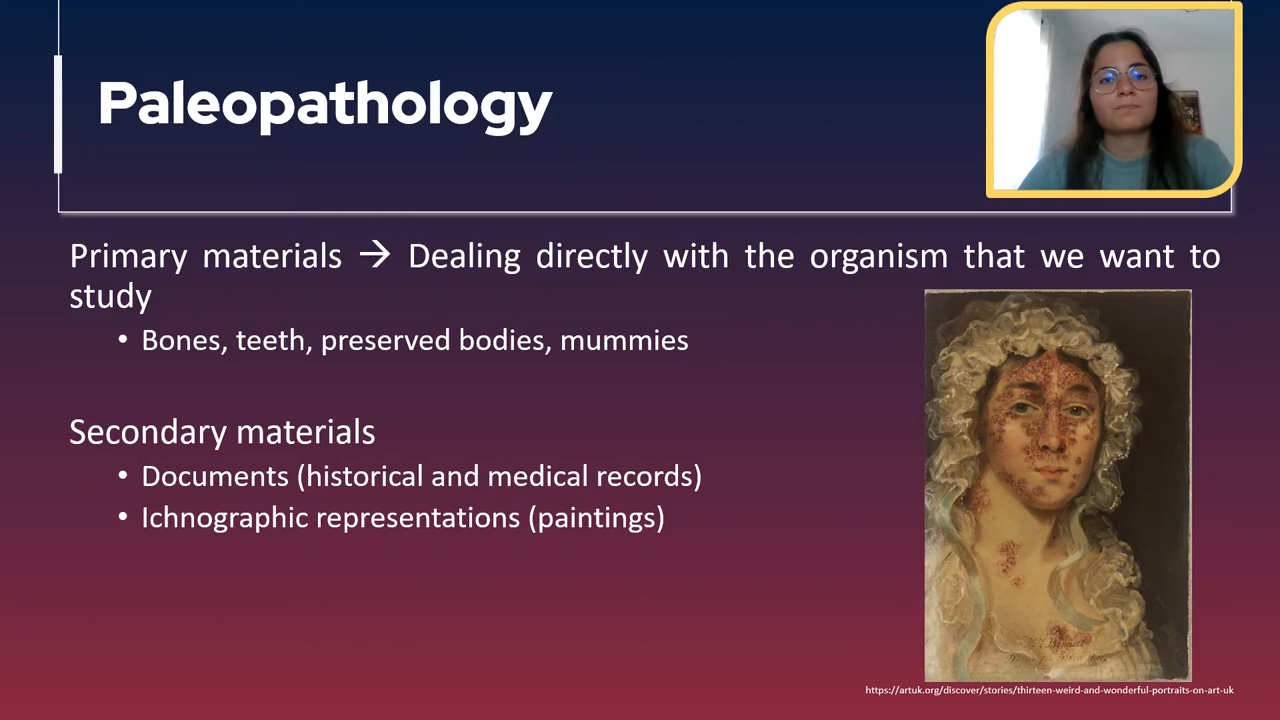 Paleopathology
Primary materials → Dealing directly with the organism that we want to
study
• Bones, teeth, preserved bodies, mummies
Secondary materials
• Documents (historical and medical records)
• Ichnographic representations (paintings)
https://artuk.org/discover/stories/thirteen-weird-and-wonderful-portraits-on-art-uk